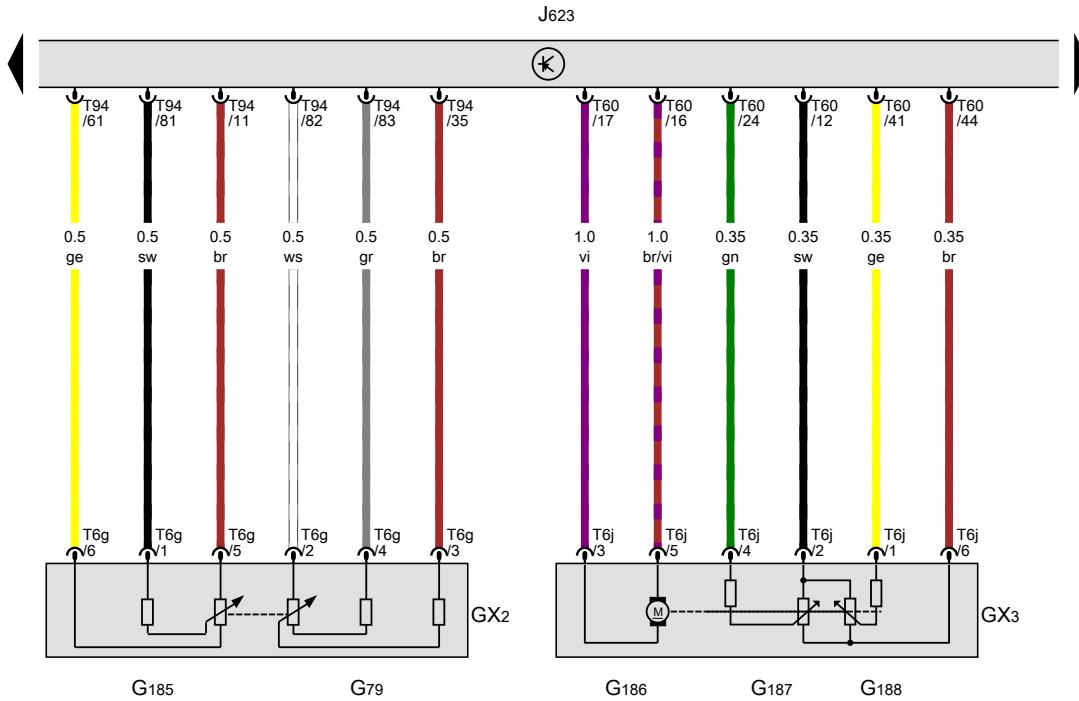 J623
T94 T94 T94 T94 T94 T94 T60 T60 T60 T60 T60 T60
/61 /81 /11 /82 /83 /35 /17 /16 /24 /12 /41 /44
0.5 0.5 0.5 0.5 0.5 0.5 1.0 1.0 0.35 0.35 0.35 0.35
ge sw br ws gr br vi br/vi gn sw ge br
T6g T6g T6g T6g T6g T6g T6j T6j T6j T6j T6j T6j
/6 /1 /5 /2 /4 /3 /3 /5 /4 /2 /1 /6
M
GX2 GX3
G185 G79 G186 G187 G188